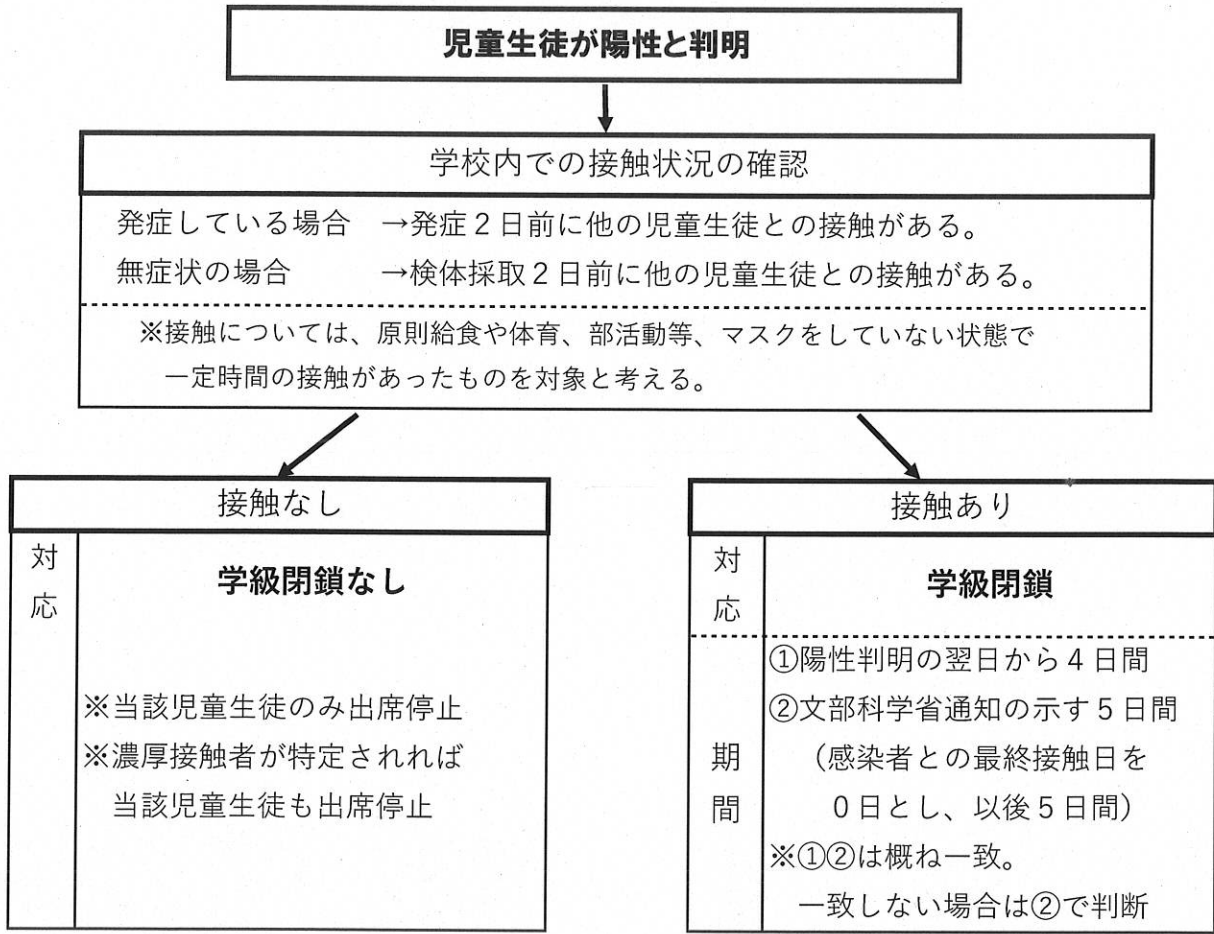 児童生徒が陽性と判明
学校内での接触状況の確認
発症している場合　→発症２日前に他の児童生徒との接触がある。
無症状の場合　→検体採取２日前に他の児童生徒との接触がある。
※接触については、原則給食や体育、部活動等、マスクをしていない状態で
一定時間の接触があったものを対象と考える。
接触なし
対応
学級閉鎖なし
※当該児童生徒のみ出席停止
※濃厚接触者が特定されれば
当該児童生徒も出席停止
接触あり
対応
学級閉鎖
期間
①陽性判明の翌日から４日間
②文部科学省通知の示す５日間
（感染者との最終接触日を
０日とし、以後５日間）
※①②は概ね一致。
一致しない場合は②で判断